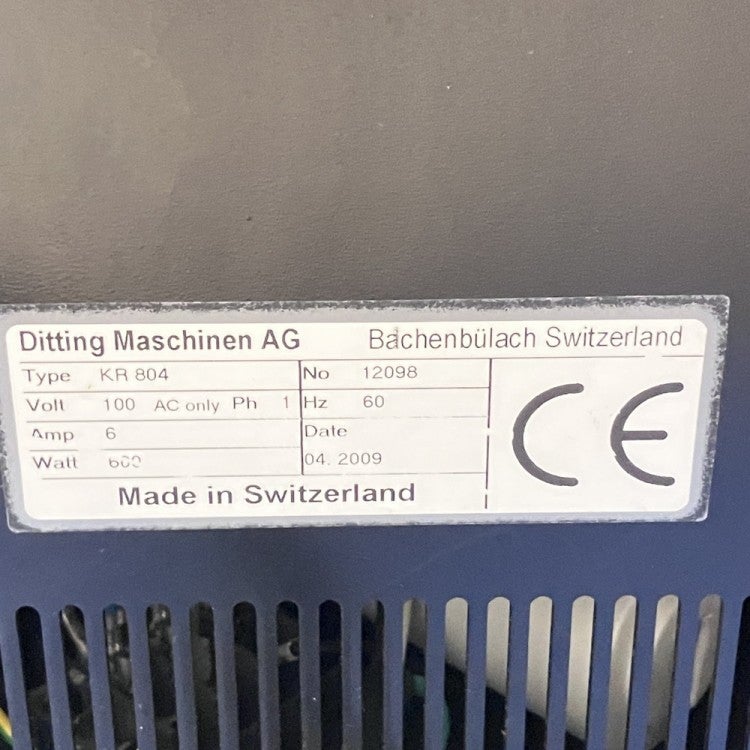 Ditting Maschinen AG Bachenbülach Switzerland
Type KR 804 No 12098
Volt 100 AC only Ph 1 Hz 60
Amp 6 Date
Watt 04. 2009
Made in Switzerland
CE